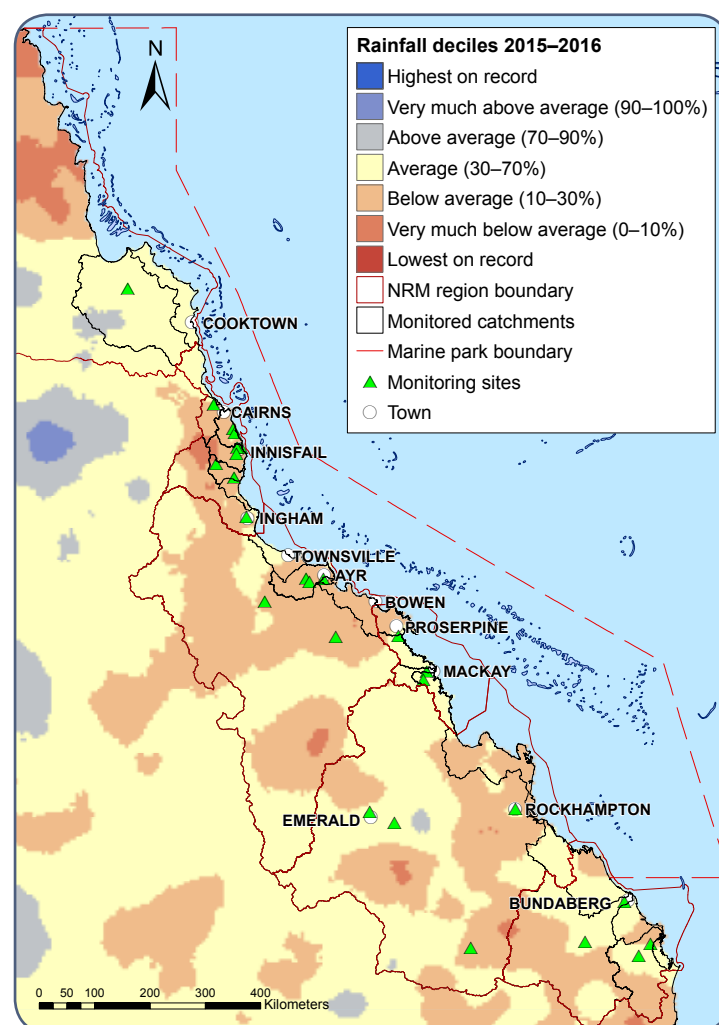 N
Rainfall deciles 2015–2016
Highest on record
Very much above average (90–100%)
Above average (70–90%)
Average (30–70%)
Below average (10–30%)
Very much below average (0–10%)
Lowest on record
NRM region boundary
Monitored catchments
Marine park boundary
Monitoring sites
Town
COOKTOWN
CAIRNS
INNISFAIL
INGHAM
TOWNSVILLE
AYR
BOWEN
PROSERPINE
MACKAY
ROCKHAMPTON
EMERALD
BUNDABERG
0 50 100 200 300 400
Kilometers